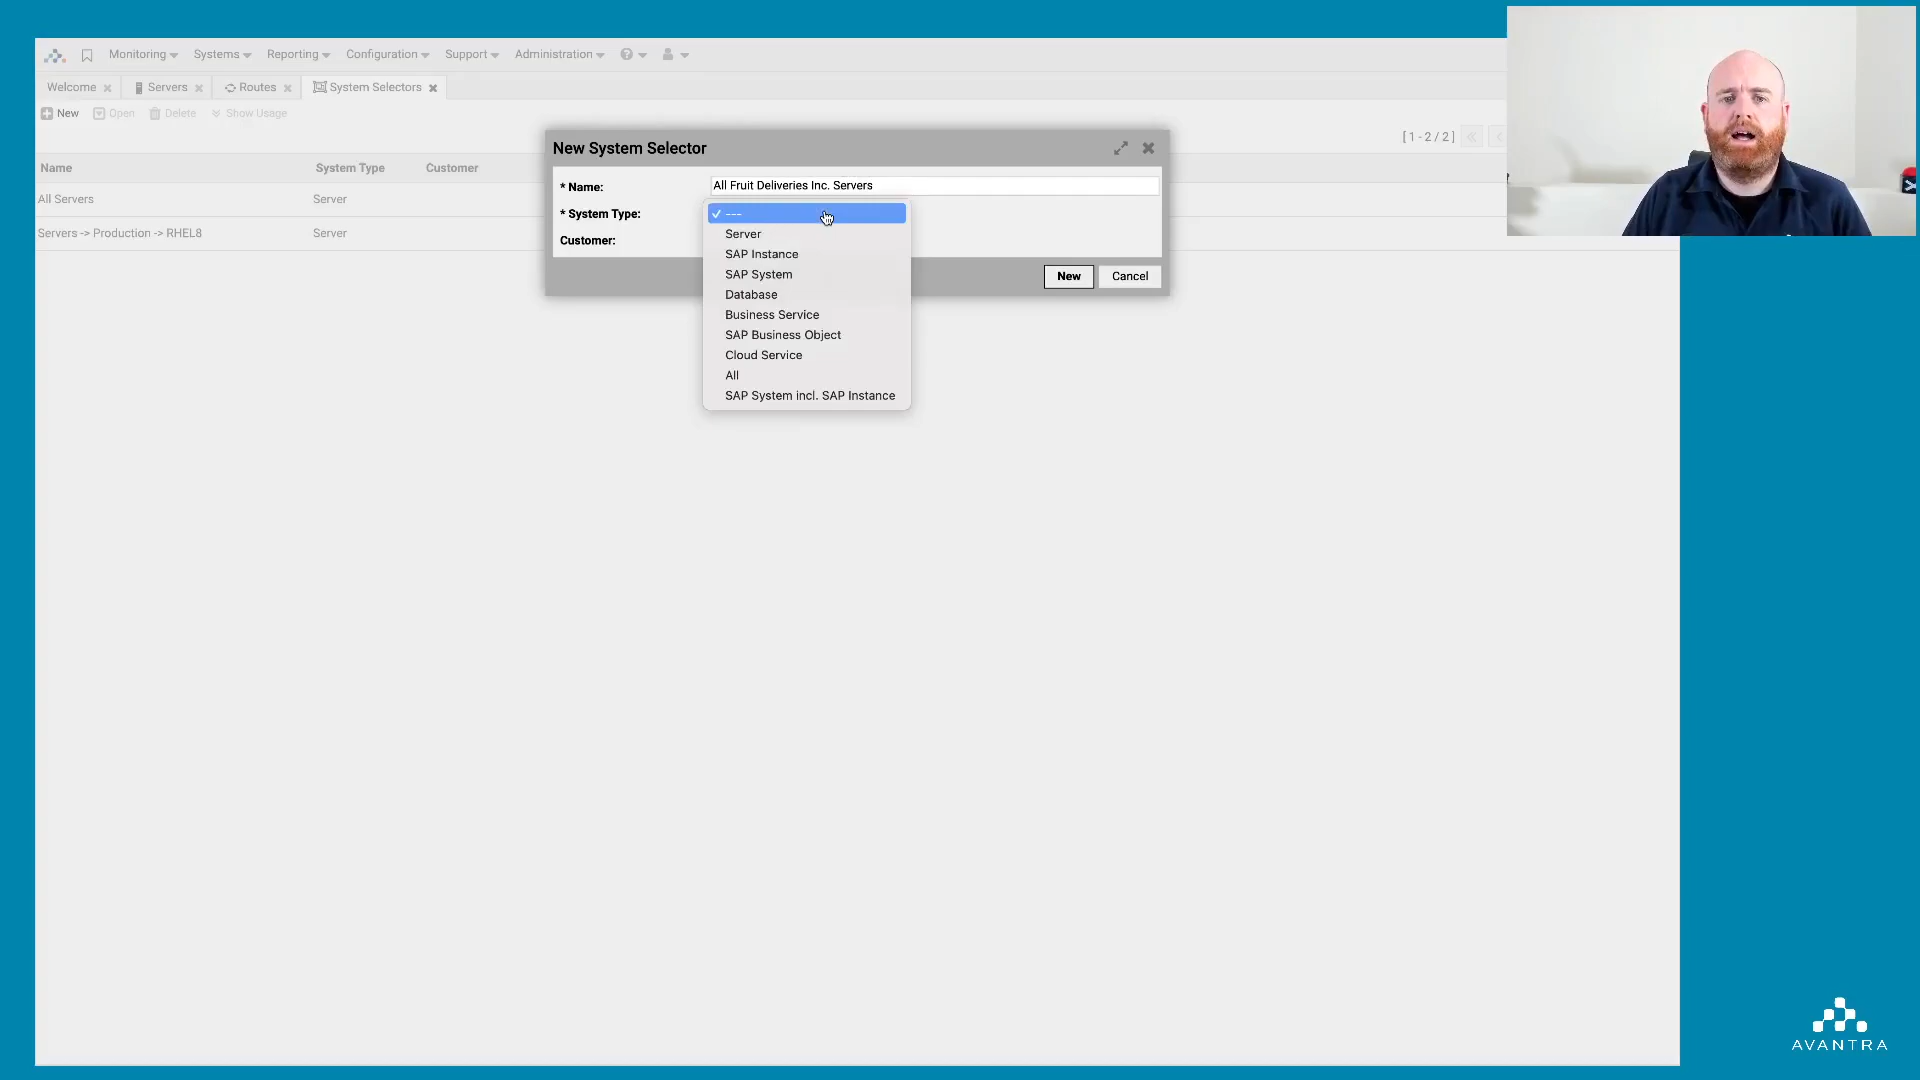 Monitoring Systems Reporting Configuration Support Administration
Welcome Servers Routes System Selectors
New Open Delete Show Usage
[ 1 - 2 / 2 ]
Name System Type Customer
All Servers Server
Servers -> Production -> RHEL8 Server
New System Selector
* Name: All Fruit Deliveries Inc. Servers
* System Type: ---
Customer:
Server
SAP Instance
SAP System
Database
Business Service
SAP Business Object
Cloud Service
All
SAP System incl. SAP Instance
New Cancel
AVANTRA